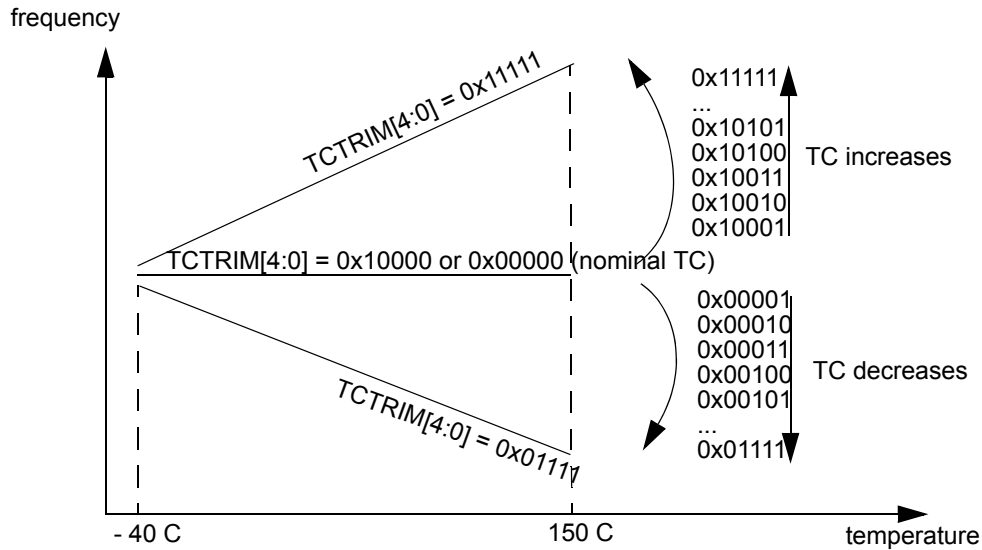 frequency
TCTRIM[4:0] = 0x11111
0x11111
...
0x10101
0x10100
0x10011
0x10010
0x10001
TC increases
TCTRIM[4:0] = 0x10000 or 0x00000 (nominal TC)
0x00001
0x00010
0x00011
0x00100
0x00101
...
0x01111
TC decreases
TCTRIM[4:0] = 0x01111
- 40 C
150 C
temperature